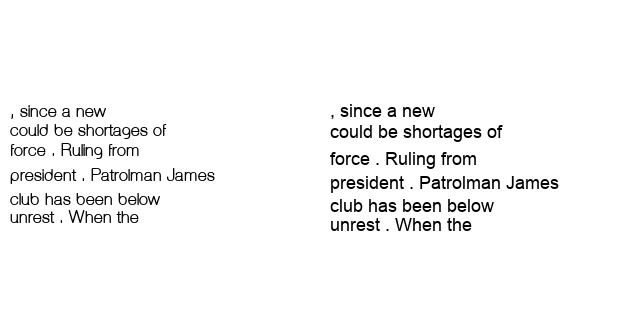 , since a new
could be shortages of
force . Ruling from
president . Patrolman James
club has been below
unrest . When the
, since a new
could be shortages of
force . Ruling from
president . Patrolman James
club has been below
unrest . When the